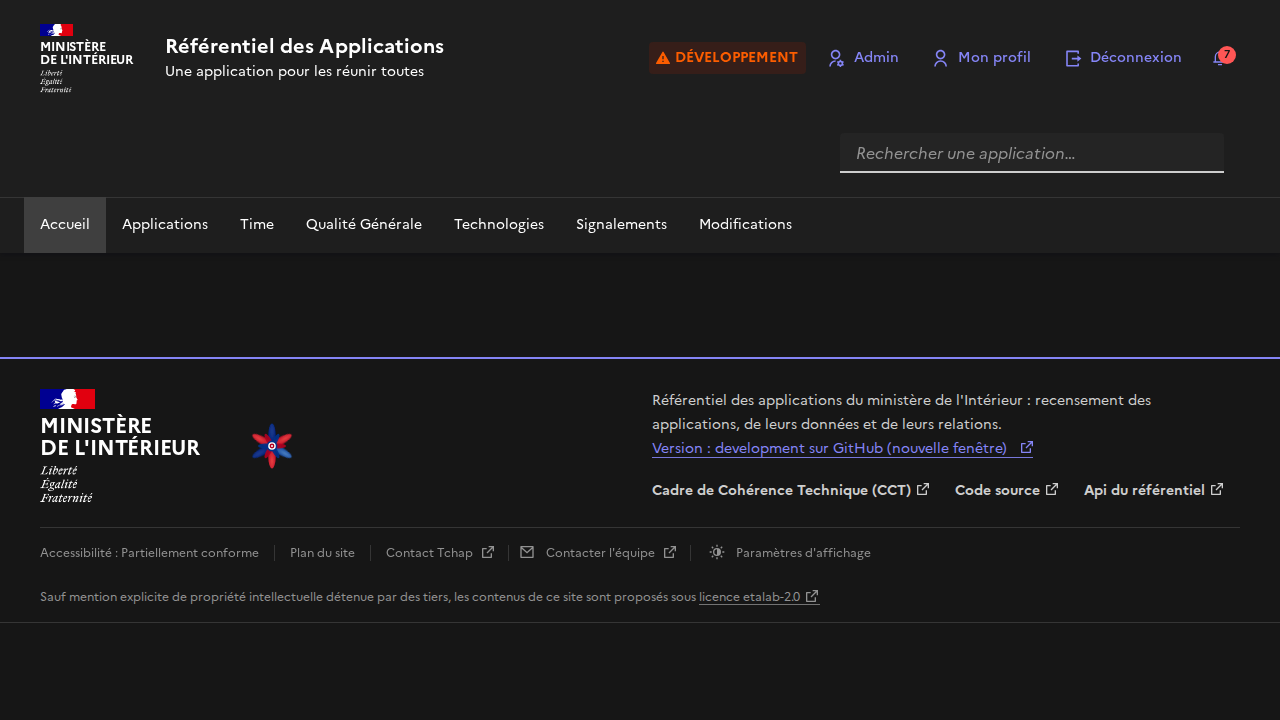 MINISTÈRE
DE L'INTÉRIEUR
Liberté
Égalité
Fraternité
Référentiel des Applications
Une application pour les réunir toutes
DÉVELOPPEMENT
Admin
Mon profil
Déconnexion
7
Rechercher une application…
Accueil
Applications
Time
Qualité Générale
Technologies
Signalements
Modifications
MINISTÈRE
DE L'INTÉRIEUR
Liberté
Égalité
Fraternité
Référentiel des applications du ministère de l'Intérieur : recensement des
applications, de leurs données et de leurs relations.
Version : development sur GitHub (nouvelle fenêtre)
Cadre de Cohérence Technique (CCT)
Code source
Api du référentiel
Accessibilité : Partiellement conforme
Plan du site
Contact Tchap
Contacter l'équipe
Paramètres d'affichage
Sauf mention explicite de propriété intellectuelle détenue par des tiers, les contenus de ce site sont proposés sous licence etalab-2.0